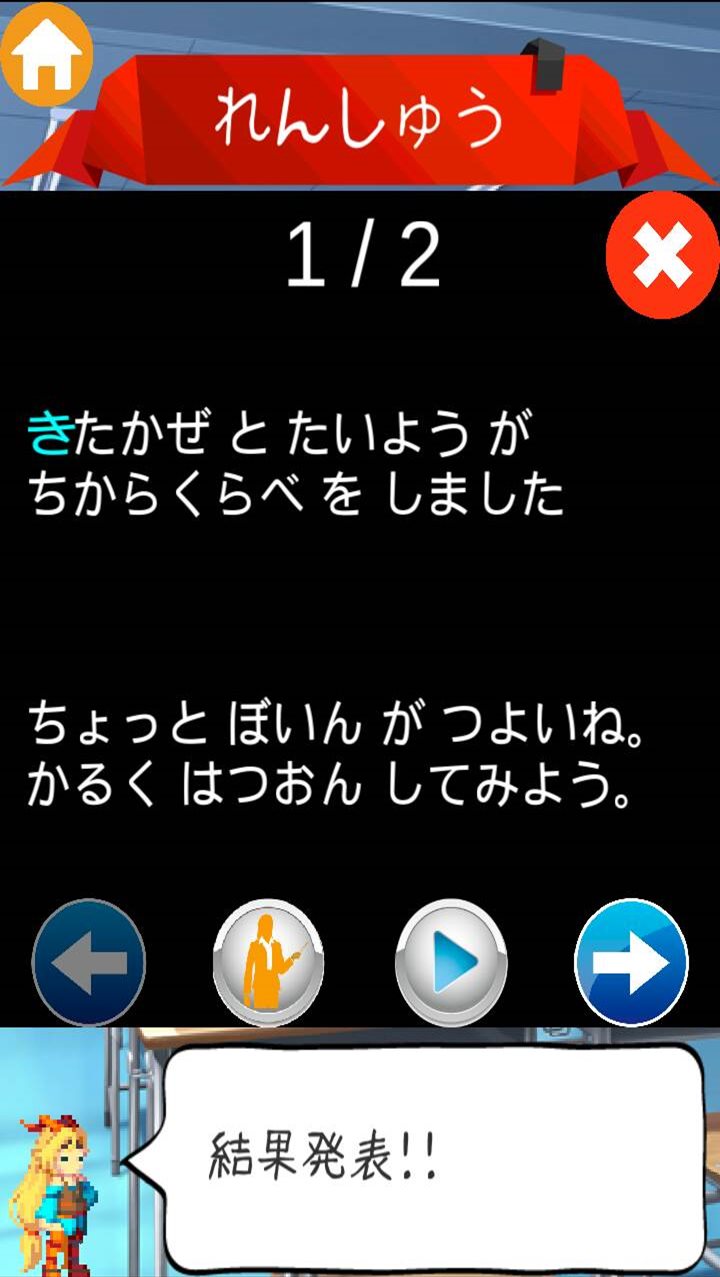 れんしゅう
1 / 2
きたかぜ と たいよう が
ちからくらべ を しました
ちょっと ぼいん が つよいね。
かるく はつおん してみよう。
結果発表!!